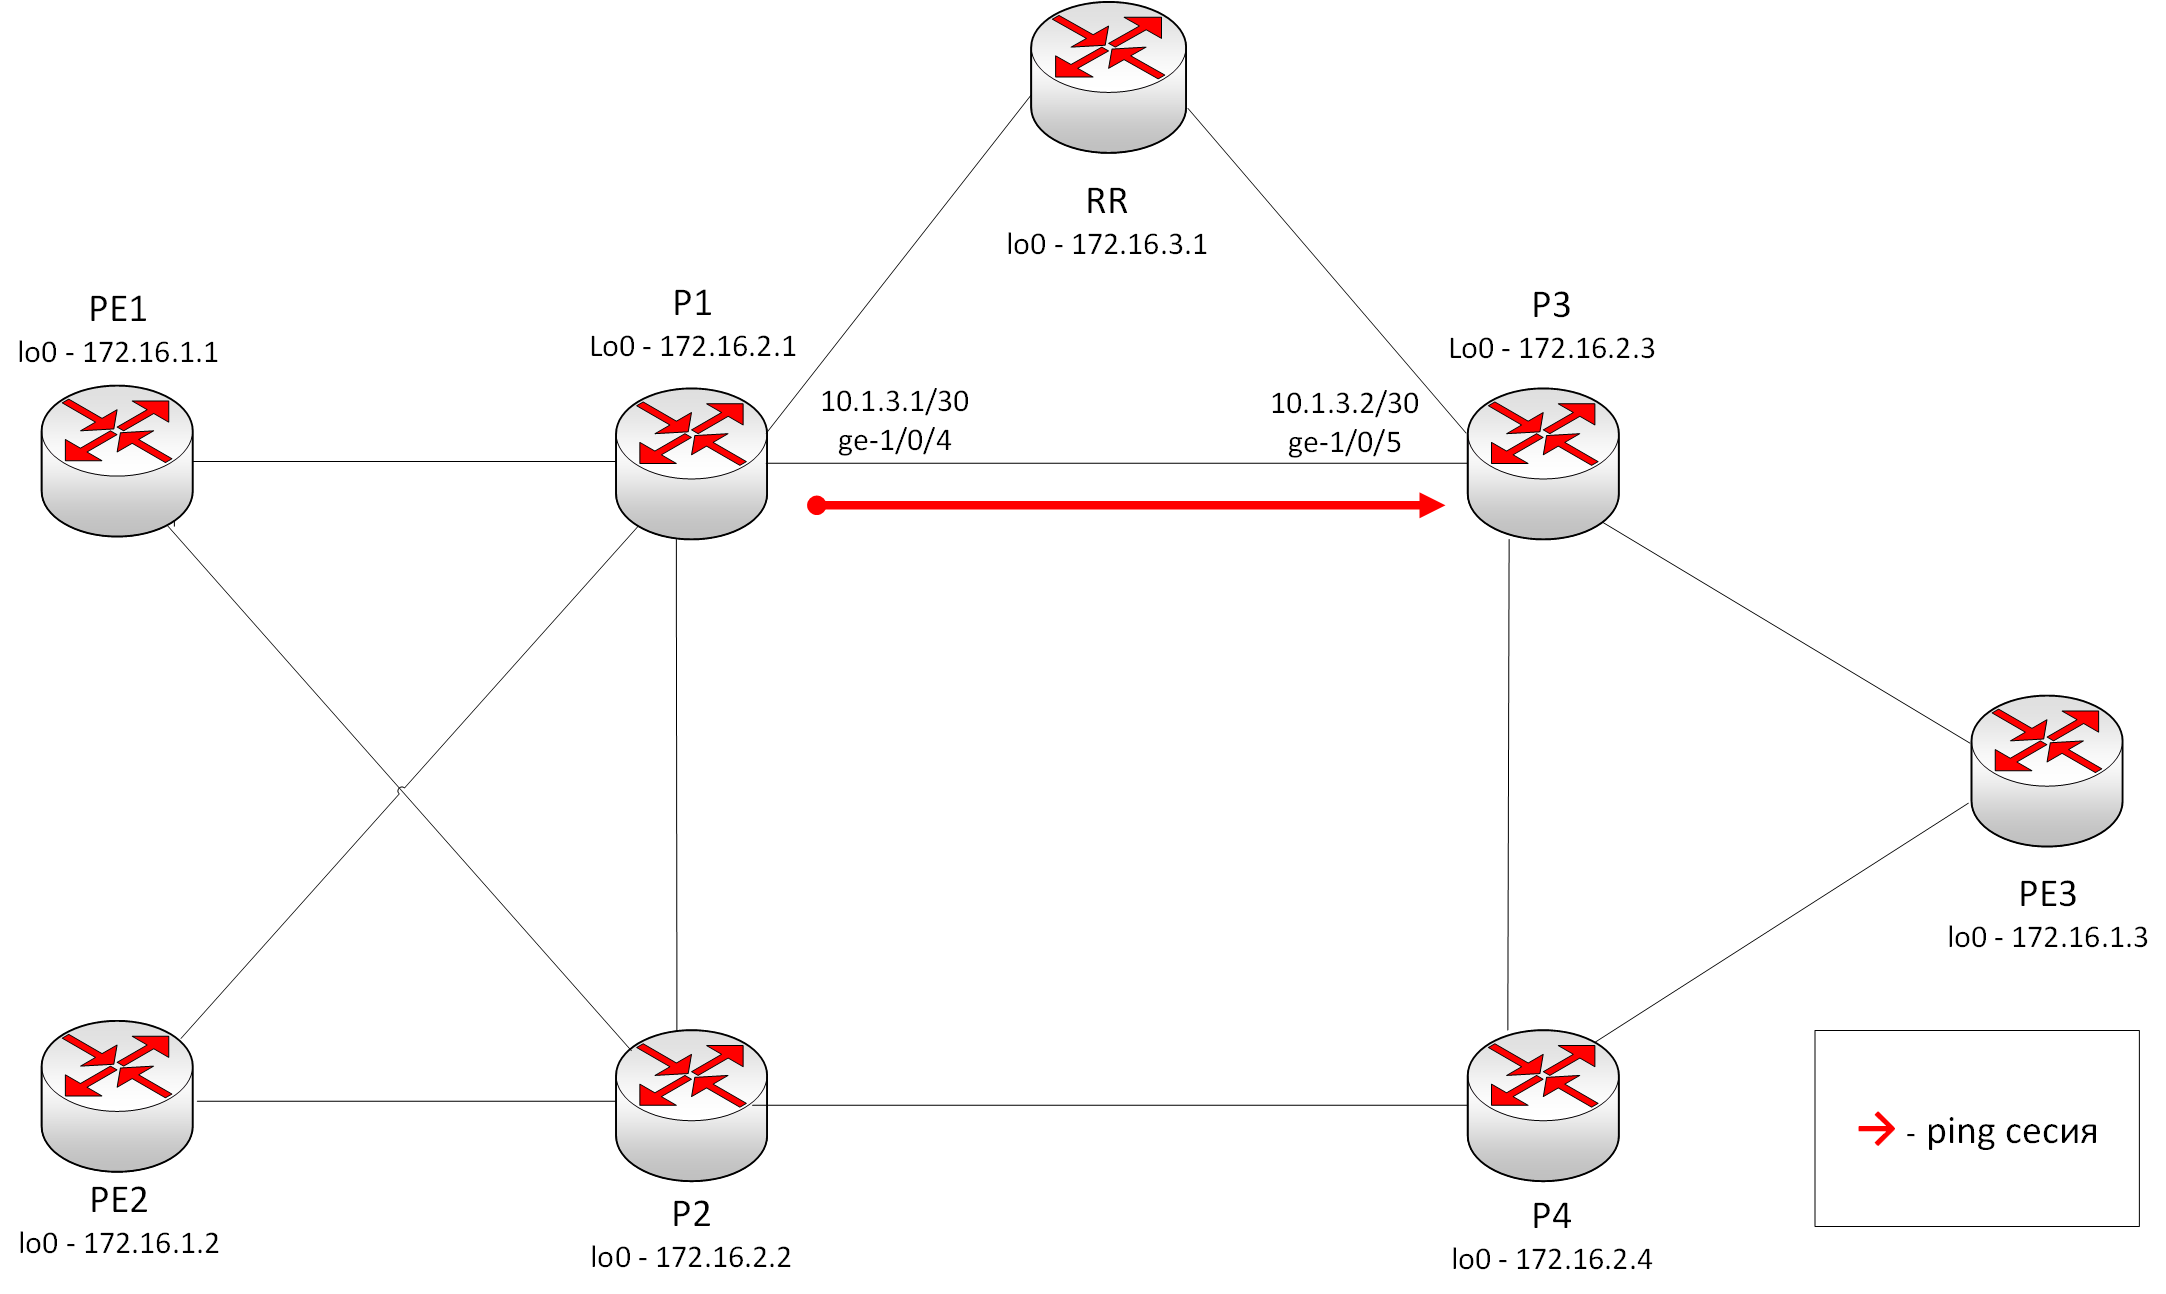 RR
lo0 - 172.16.3.1
PE1
lo0 - 172.16.1.1
P1
Lo0 - 172.16.2.1
P3
Lo0 - 172.16.2.3
10.1.3.1/30
ge-1/0/4
10.1.3.2/30
ge-1/0/5
PE3
lo0 - 172.16.1.3
- ping сесия
PE2
lo0 - 172.16.1.2
P2
lo0 - 172.16.2.2
P4
lo0 - 172.16.2.4